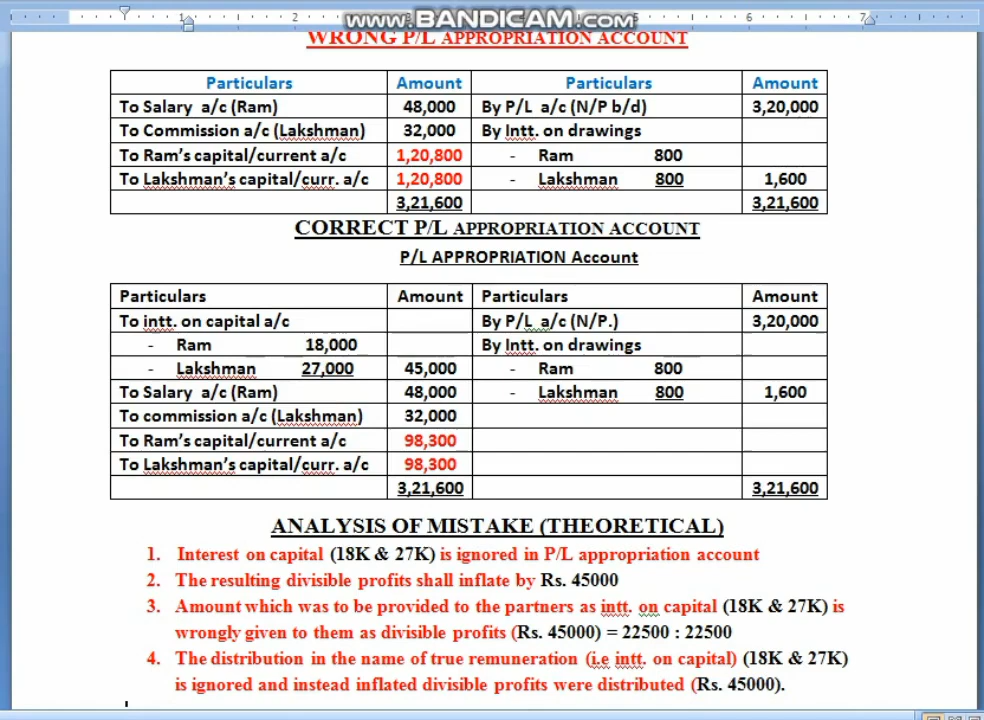 www.BANDICAM.com
1 2 3 5 6 7
WRONG P/L APPROPRIATION ACCOUNT
Particulars Amount Particulars Amount
To Salary a/c (Ram) 48,000 By P/L a/c (N/P b/d) 3,20,000
To Commission a/c (Lakshman) 32,000 By Intt. on drawings
To Ram's capital/current a/c 1,20,800 - Ram 800
To Lakshman's capital/curr. a/c 1,20,800 - Lakshman 800 1,600
3,21,600 3,21,600
CORRECT P/L APPROPRIATION ACCOUNT
P/L APPROPRIATION Account
Particulars Amount Particulars Amount
To intt. on capital a/c By P/L a/c (N/P.) 3,20,000
- Ram 18,000 By Intt. on drawings
- Lakshman 27,000 45,000 - Ram 800
To Salary a/c (Ram) 48,000 - Lakshman 800 1,600
To commission a/c (Lakshman) 32,000
To Ram's capital/current a/c 98,300
To Lakshman's capital/curr. a/c 98,300
3,21,600 3,21,600
ANALYSIS OF MISTAKE (THEORETICAL)
1. Interest on capital (18K & 27K) is ignored in P/L appropriation account
2. The resulting divisible profits shall inflate by Rs. 45000
3. Amount which was to be provided to the partners as intt. on capital (18K & 27K) is
wrongly given to them as divisible profits (Rs. 45000) = 22500 : 22500
4. The distribution in the name of true remuneration (i.e intt. on capital) (18K & 27K)
is ignored and instead inflated divisible profits were distributed (Rs. 45000).